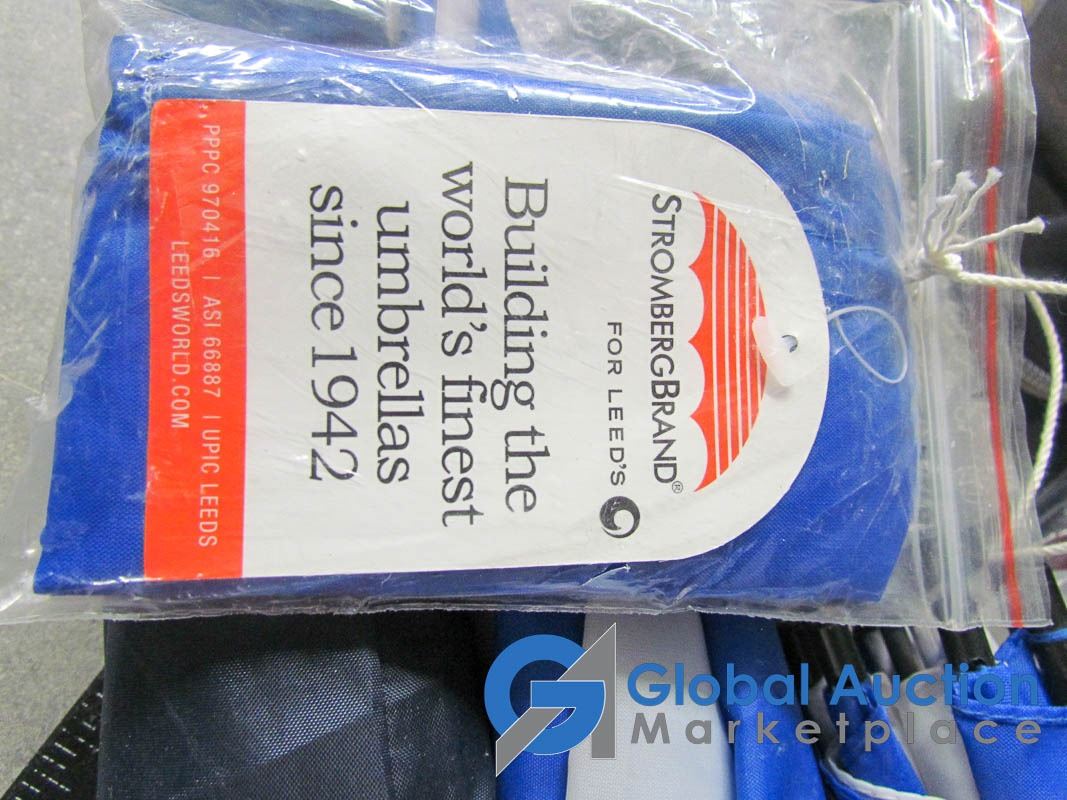 STROMBERGBRAND®
FOR LEED'S
Building the
world's finest
umbrellas
since 1942
PPPC 970416 | ASI 66887 | UPIC LEEDS
LEEDSWORLD.COM
Global Auction
Marketplace